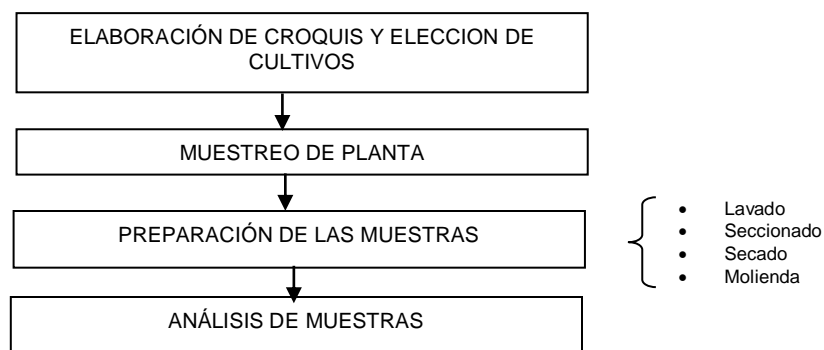 ELABORACIÓN DE CROQUIS Y ELECCION DE
CULTIVOS
MUESTREO DE PLANTA
PREPARACIÓN DE LAS MUESTRAS
• Lavado
• Seccionado
• Secado
• Molienda
ANÁLISIS DE MUESTRAS